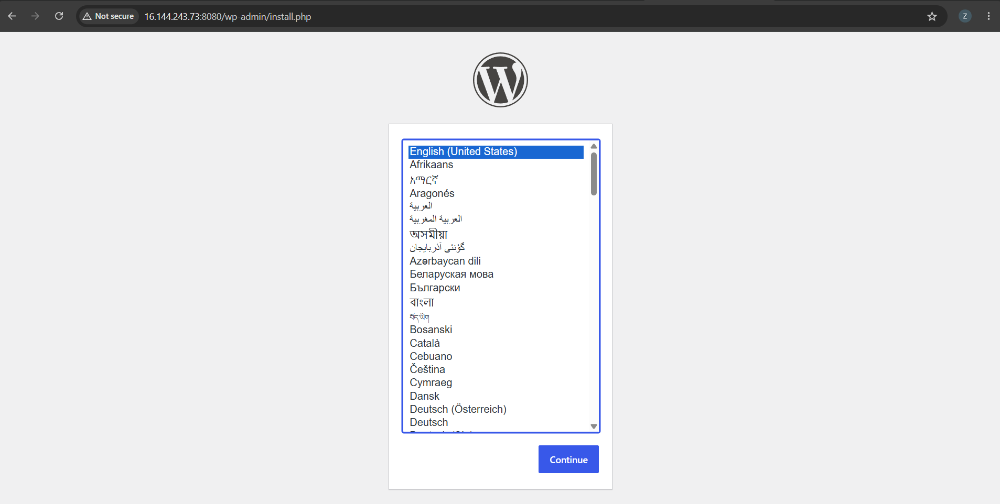 Not secure 16.144.243.73:8080/wp-admin/install.php Z
English (United States)
Afrikaans
አማርኛ
Aragonés
العربية
العربية المغربية
অসমীয়া
گؤنئی آذربایجان
Azərbaycan dili
Беларуская мова
Български
বাংলা
བོད་ཡིག
Bosanski
Català
Cebuano
Čeština
Cymraeg
Dansk
Deutsch (Österreich)
Deutsch
Continue